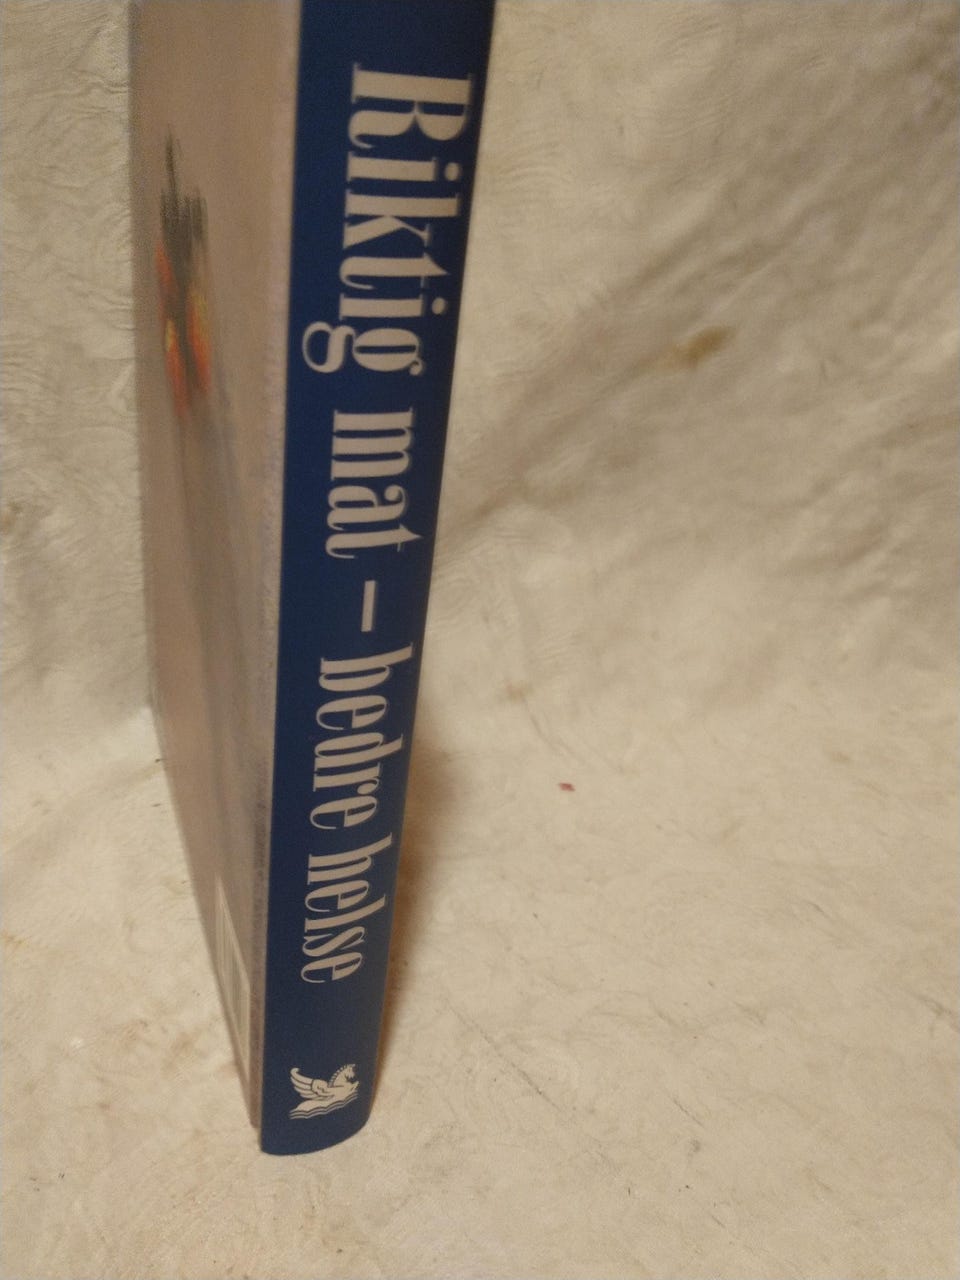 Riktig mat – bedre helse